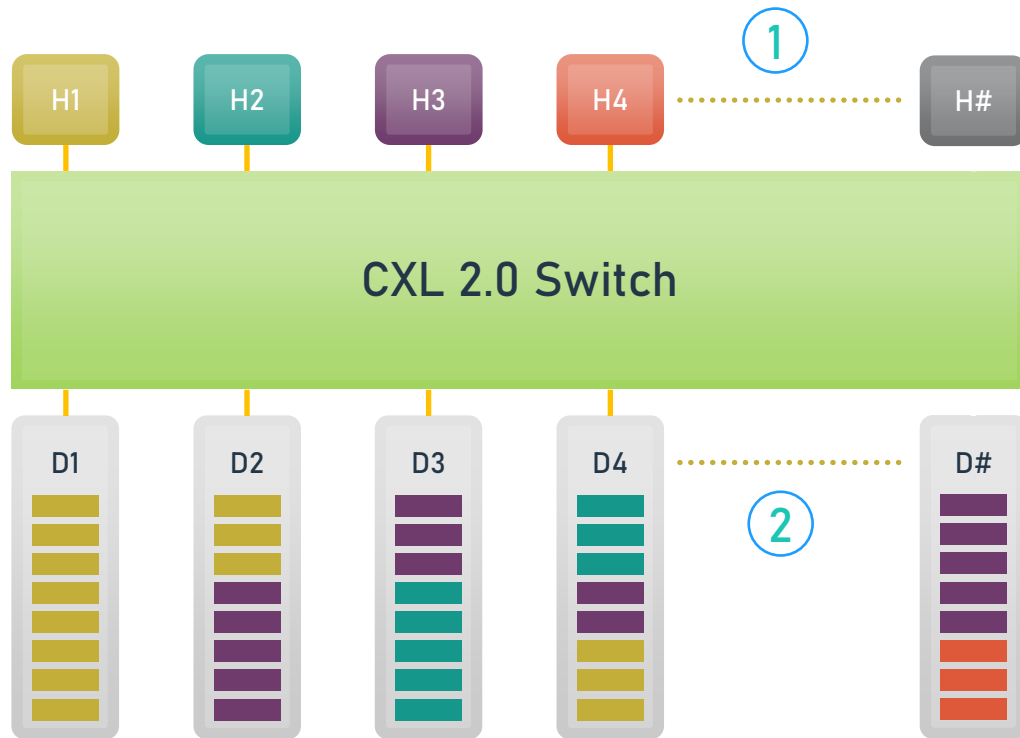 1
H1 H2 H3 H4 H#
CXL 2.0 Switch
D1 D2 D3 D4 D#
2